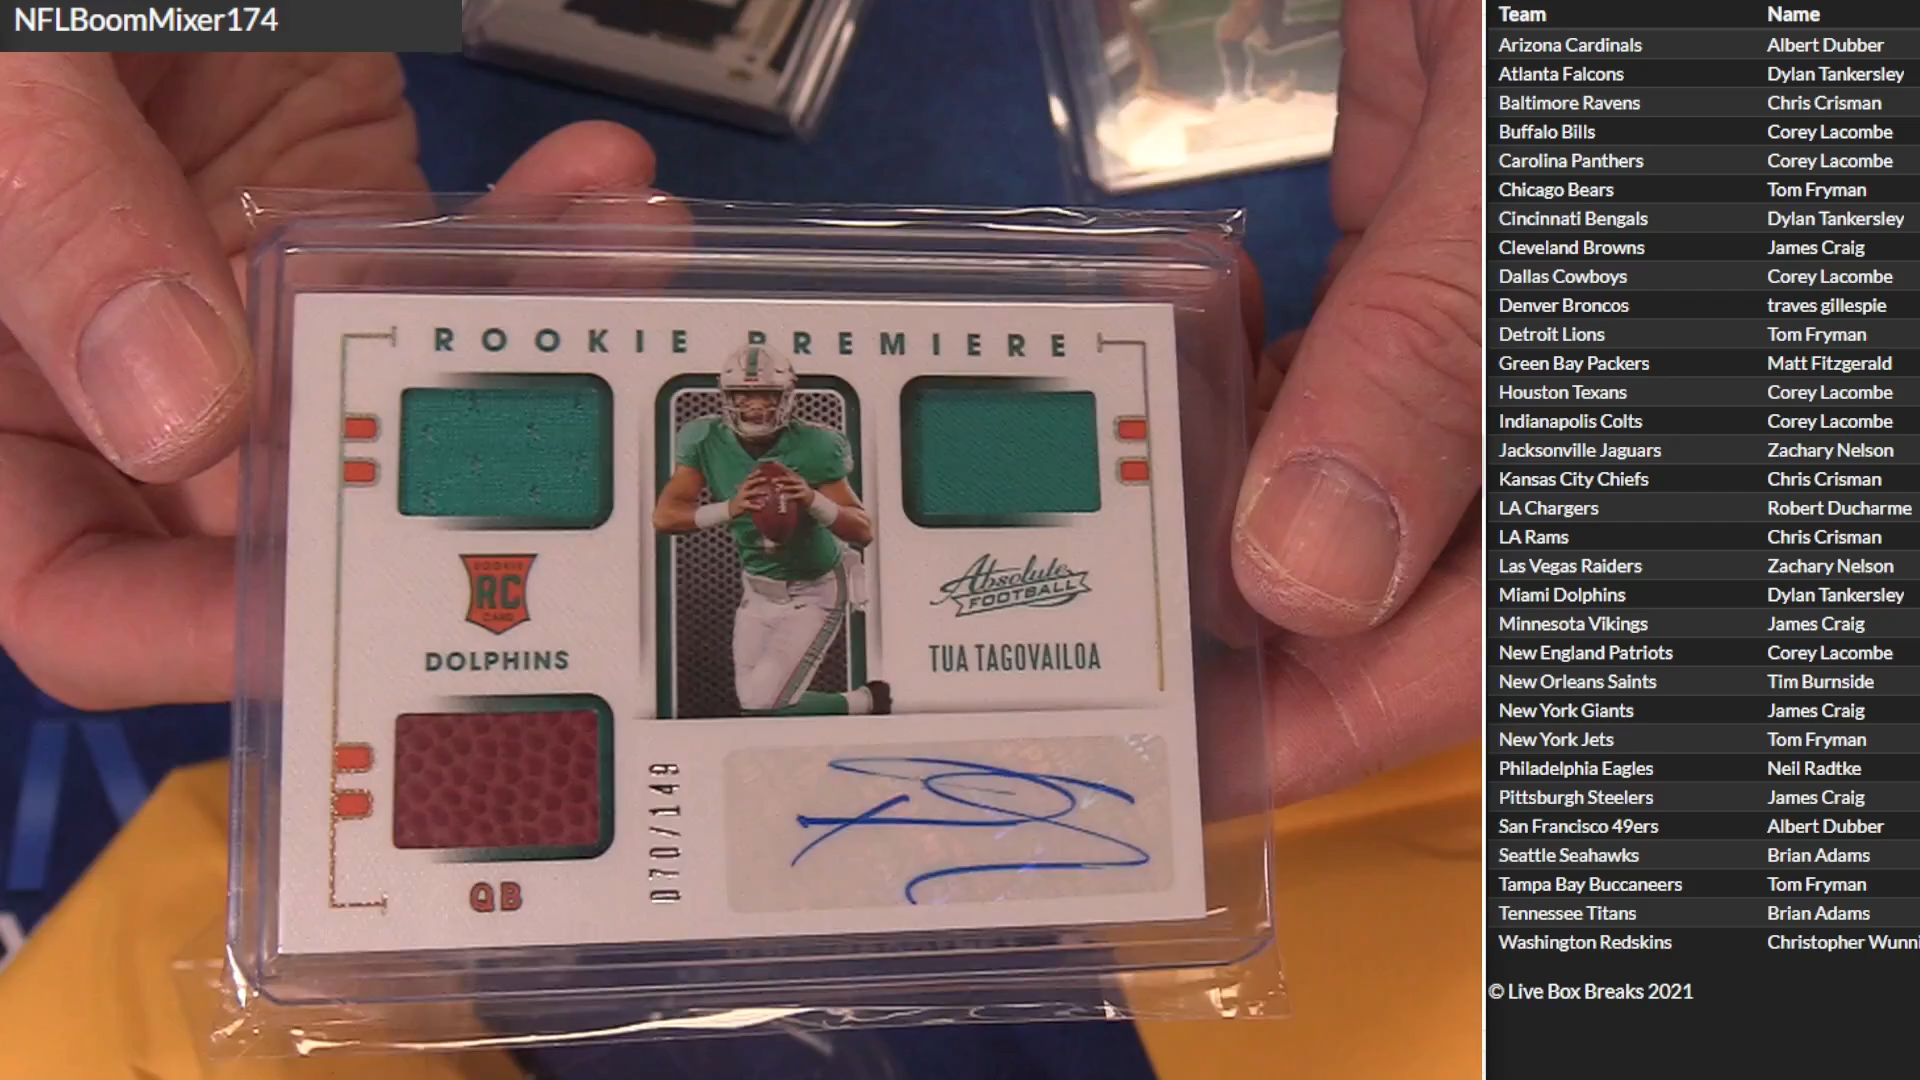 NFLBoomMixer174
ROOKIE PREMIERE
ROOKIE
RC
CARD
DOLPHINS
Absolute
FOOTBALL
TUA TAGOVAILOA
QB
070/149
Team Name
Arizona Cardinals Albert Dubber
Atlanta Falcons Dylan Tankersley
Baltimore Ravens Chris Crisman
Buffalo Bills Corey Lacombe
Carolina Panthers Corey Lacombe
Chicago Bears Tom Fryman
Cincinnati Bengals Dylan Tankersley
Cleveland Browns James Craig
Dallas Cowboys Corey Lacombe
Denver Broncos traves gillespie
Detroit Lions Tom Fryman
Green Bay Packers Matt Fitzgerald
Houston Texans Corey Lacombe
Indianapolis Colts Corey Lacombe
Jacksonville Jaguars Zachary Nelson
Kansas City Chiefs Chris Crisman
LA Chargers Robert Ducharme
LA Rams Chris Crisman
Las Vegas Raiders Zachary Nelson
Miami Dolphins Dylan Tankersley
Minnesota Vikings James Craig
New England Patriots Corey Lacombe
New Orleans Saints Tim Burnside
New York Giants James Craig
New York Jets Tom Fryman
Philadelphia Eagles Neil Radtke
Pittsburgh Steelers James Craig
San Francisco 49ers Albert Dubber
Seattle Seahawks Brian Adams
Tampa Bay Buccaneers Tom Fryman
Tennessee Titans Brian Adams
Washington Redskins Christopher Wunni
© Live Box Breaks 2021